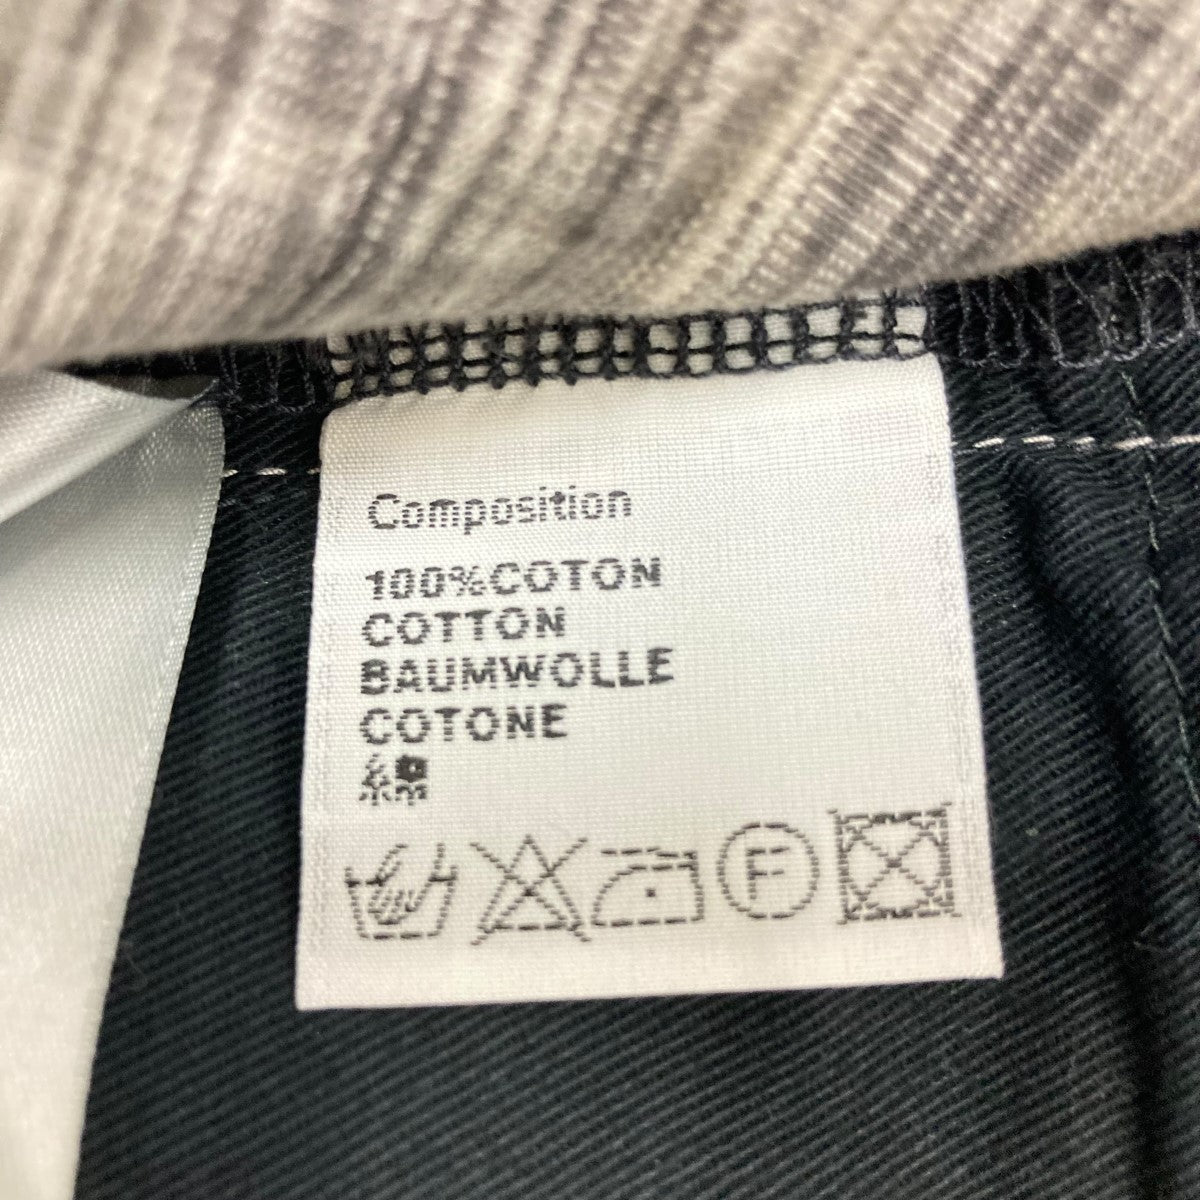 Composition
100%COTON
COTTON
BAUMWOLLE
COTONE
綿
F